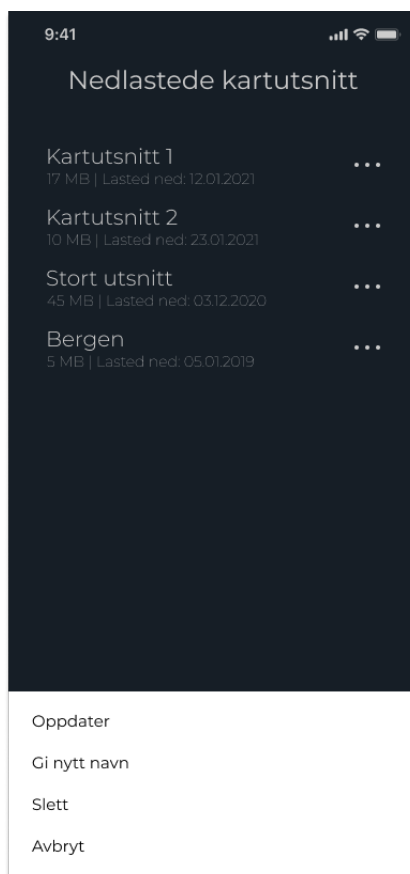 9:41
Nedlastede kartutsnitt
Kartutsnitt 1
17 MB | Lasted ned: 12.01.2021
Kartutsnitt 2
10 MB | Lasted ned: 23.01.2021
Stort utsnitt
45 MB | Lasted ned: 03.12.2020
Bergen
5 MB | Lasted ned: 05.01.2019
Oppdater
Gi nytt navn
Slett
Avbryt